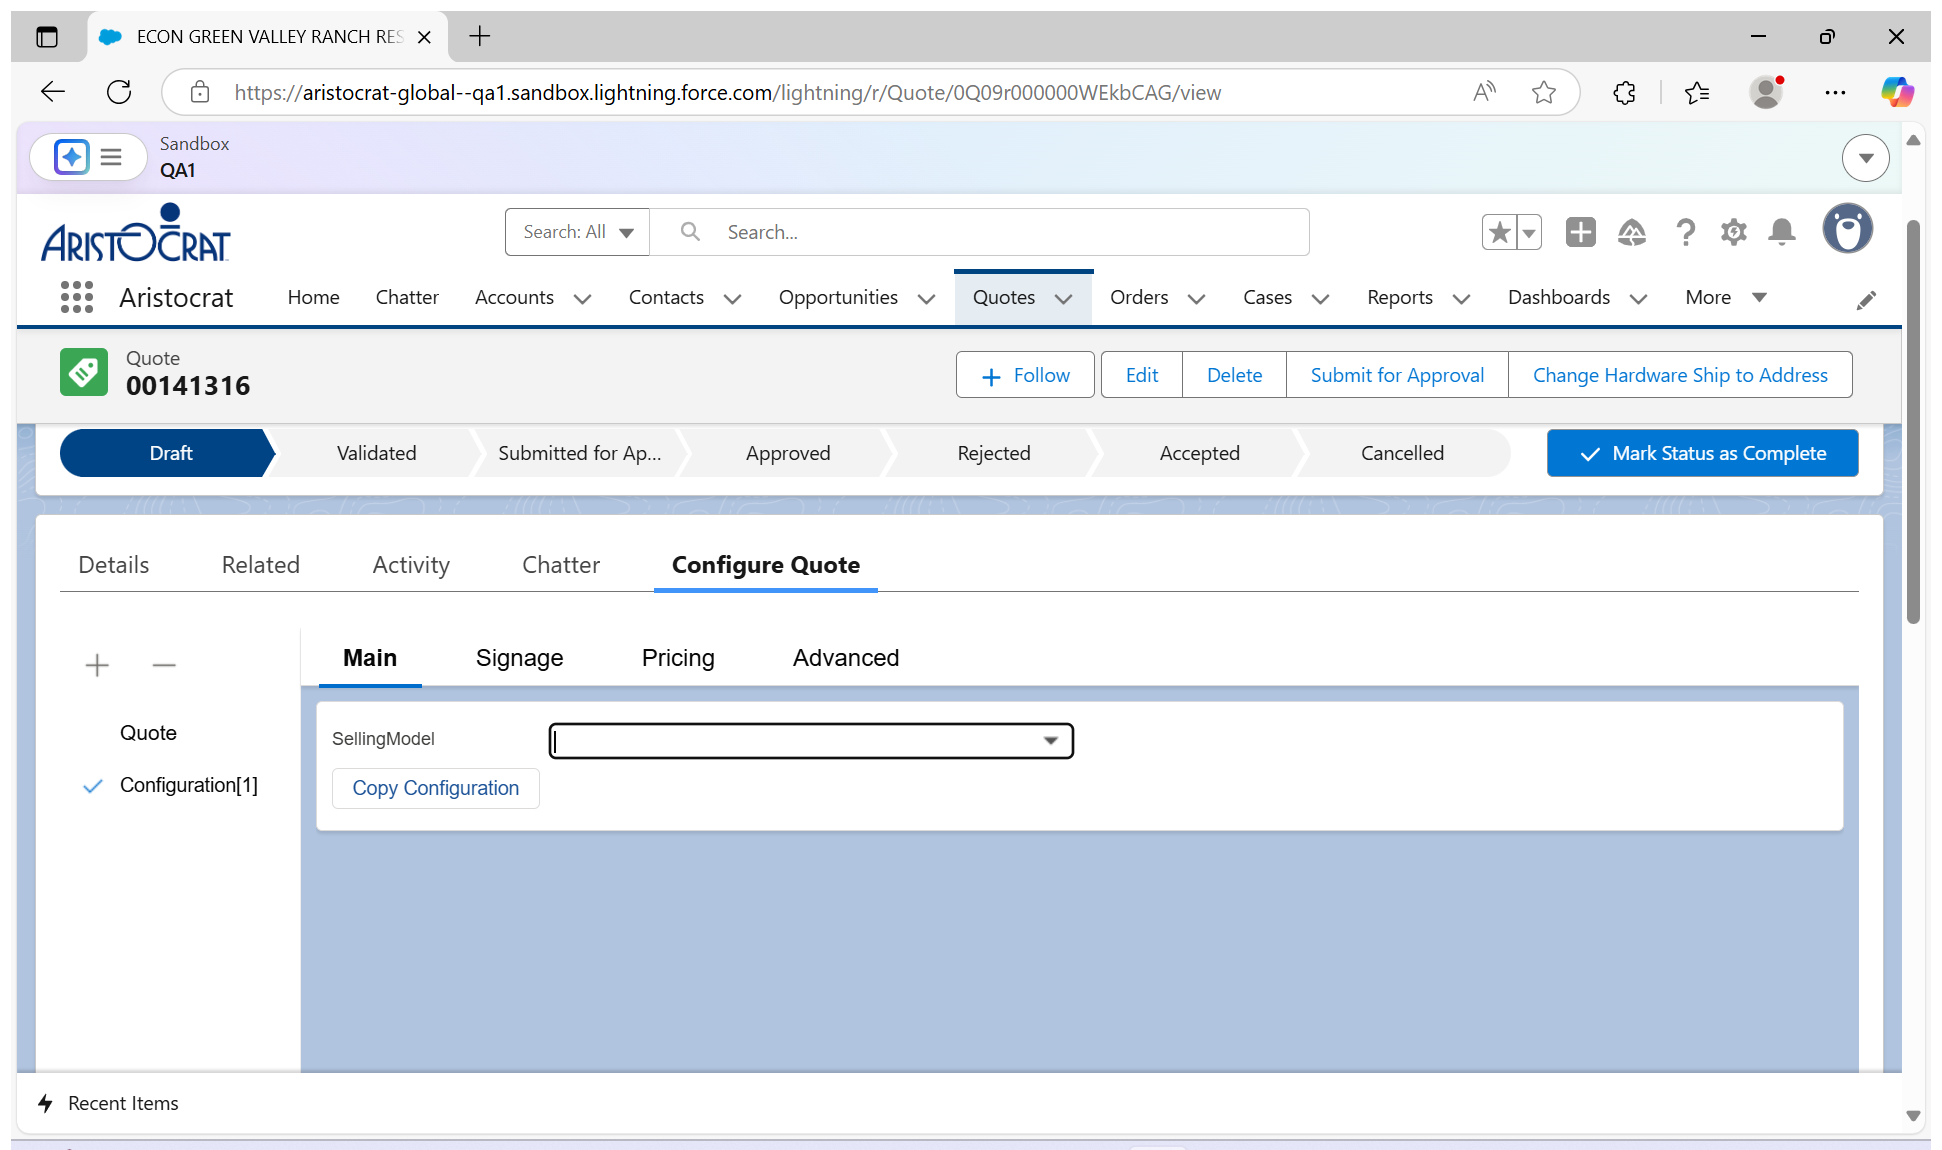 ECON GREEN VALLEY RANCH RES
https://aristocrat-global--qa1.sandbox.lightning.force.com/lightning/r/Quote/0Q09r000000WEkbCAG/view
Sandbox
QA1
ARISTOCRAT
Search: All
Search...
Aristocrat
Home
Chatter
Accounts
Contacts
Opportunities
Quotes
Orders
Cases
Reports
Dashboards
More
Quote
00141316
Follow
Edit
Delete
Submit for Approval
Change Hardware Ship to Address
Draft
Validated
Submitted for Ap...
Approved
Rejected
Accepted
Cancelled
Mark Status as Complete
Details
Related
Activity
Chatter
Configure Quote
Main
Signage
Pricing
Advanced
Quote
Configuration[1]
SellingModel
Copy Configuration
Recent Items